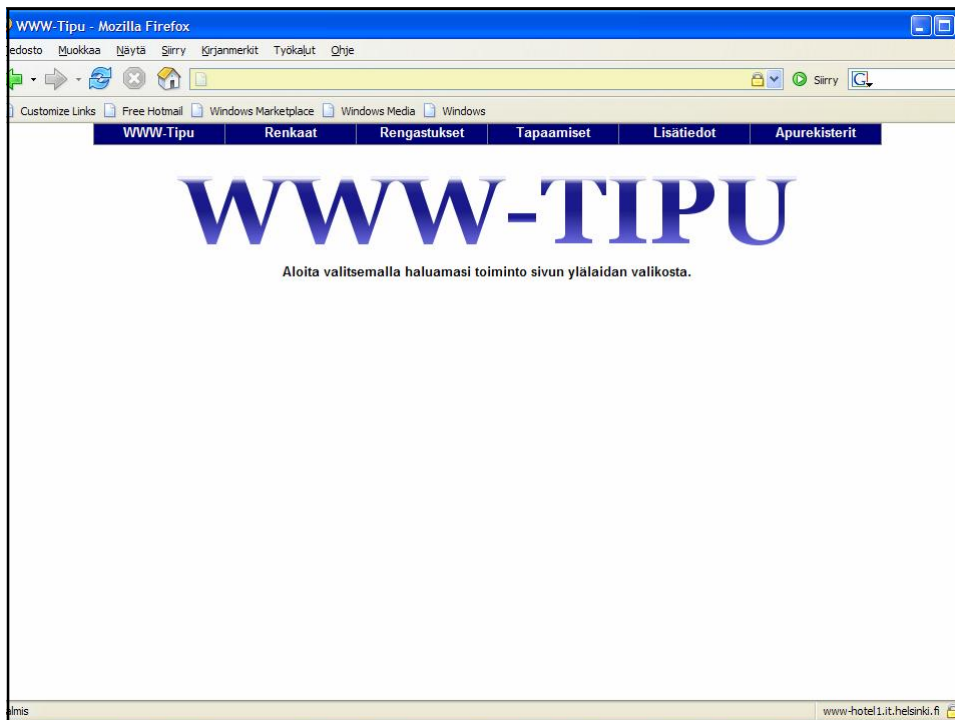 WWW-Tipu - Mozilla Firefox
Muokkaa Näytä Siirry Kirjanmerkit Työkalut Ohje
Siirry G
Customize Links Free Hotmail Windows Marketplace Windows Media Windows
WWW-Tipu Renkaat Rengastukset Tapaamiset Lisätiedot Apurekisterit
WWW-TIPU
Aloita valitsemalla haluamasi toiminto sivun ylälaidan valikosta.
www-hotel1.it.helsinki.fi